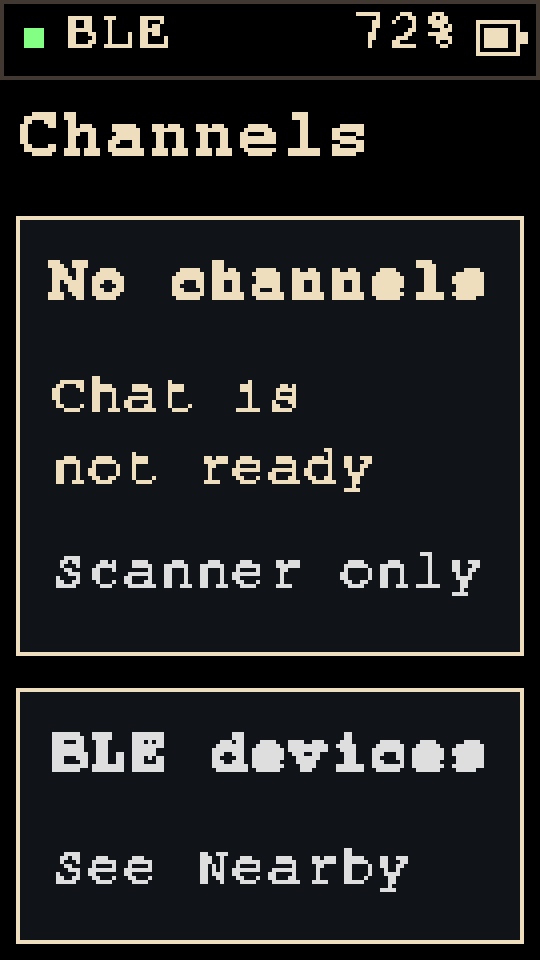 BLE 72%
Channels
No channels
Chat is
not ready
Scanner only
BLE devices
See Nearby